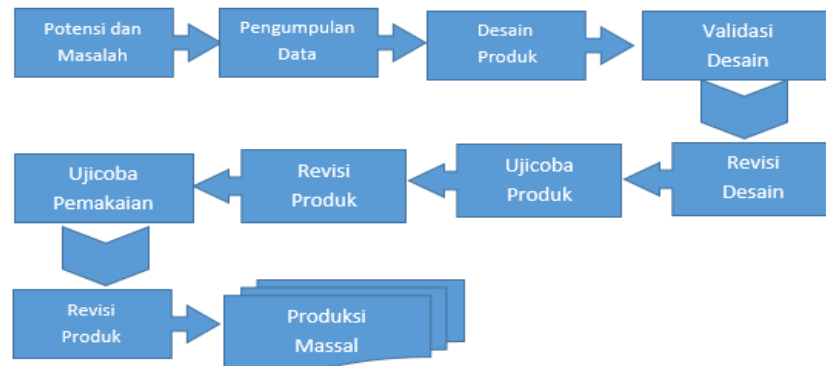 Potensi dan
Masalah
Pengumpulan
Data
Desain
Produk
Validasi
Desain
Revisi
Desain
Ujicoba
Produk
Revisi
Produk
Ujicoba
Pemakaian
Revisi
Produk
Produksi
Massal